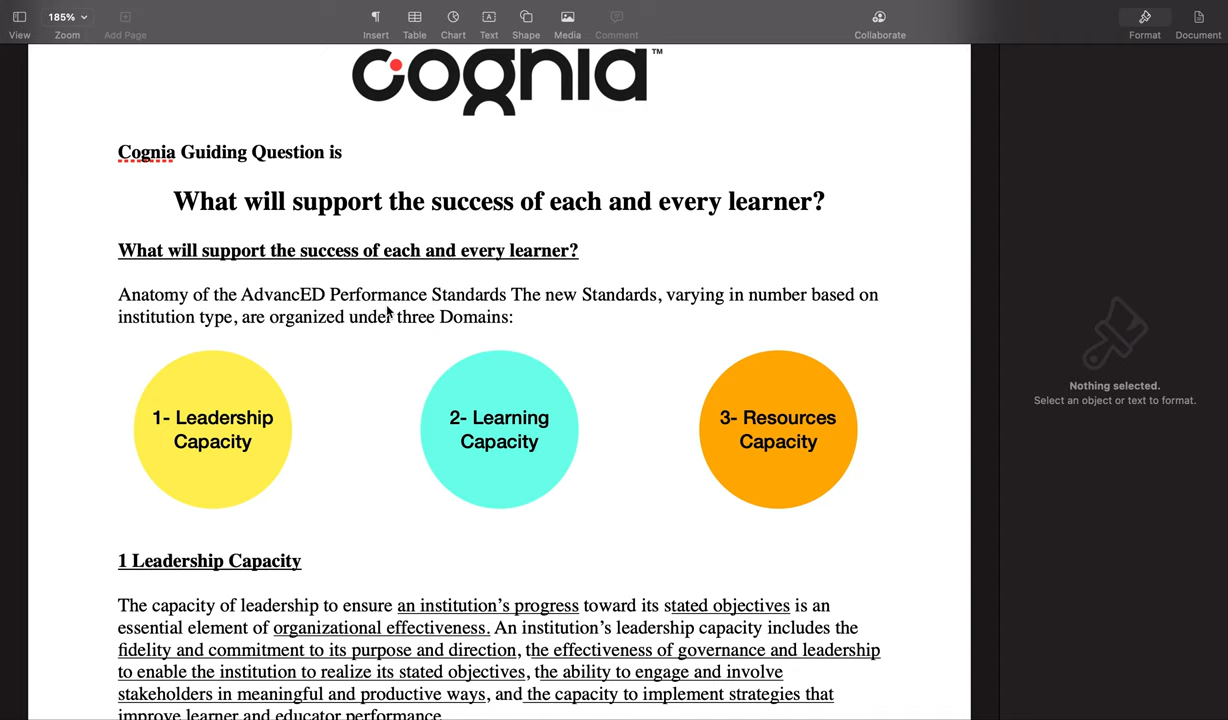 185%
View
Zoom
Add Page
Insert
Table
Chart
Text
Shape
Media
Comment
Collaborate
Format
Document
cognia™
Cognia Guiding Question is
What will support the success of each and every learner?
What will support the success of each and every learner?
Anatomy of the AdvancED Performance Standards The new Standards, varying in number based on
institution type, are organized under three Domains:
1- Leadership
Capacity
2- Learning
Capacity
3- Resources
Capacity
Nothing selected.
Select an object or text to format.
1 Leadership Capacity
The capacity of leadership to ensure an institution’s progress toward its stated objectives is an
essential element of organizational effectiveness. An institution’s leadership capacity includes the
fidelity and commitment to its purpose and direction, the effectiveness of governance and leadership
to enable the institution to realize its stated objectives, the ability to engage and involve
stakeholders in meaningful and productive ways, and the capacity to implement strategies that
improve learner and educator performance.